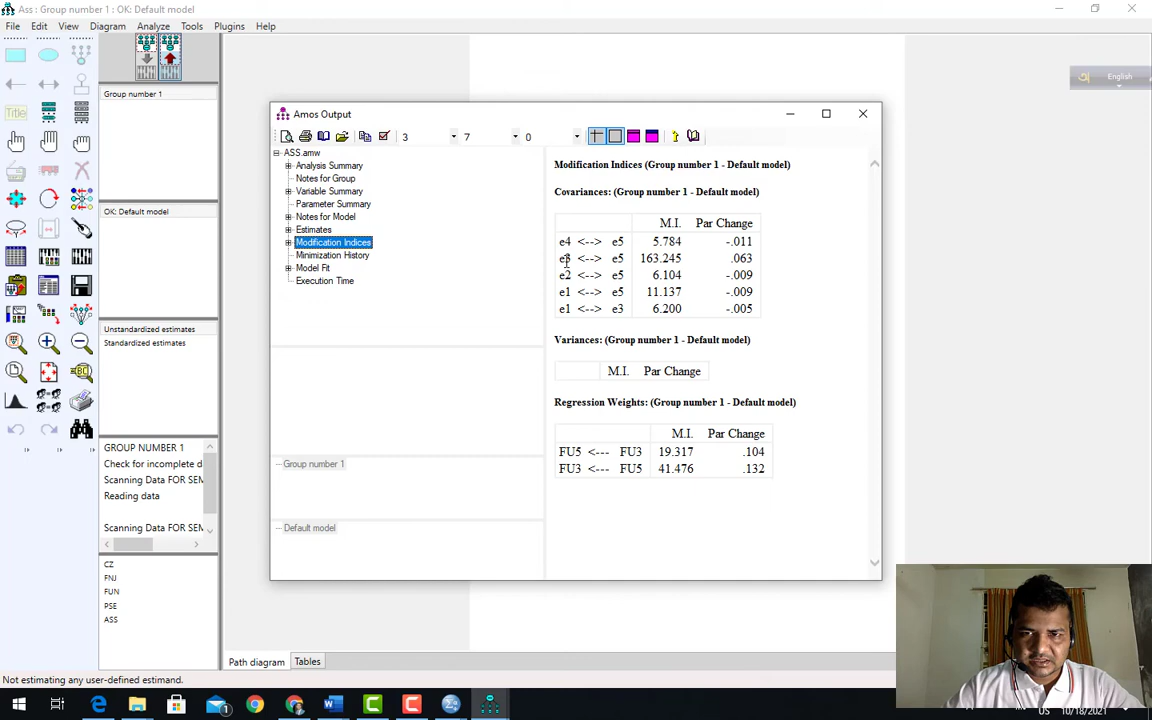 Ass : Group number 1 : OK: Default model
File Edit View Diagram Analyze Tools Plugins Help
Title
Group number 1
OK: Default model
Unstandardized estimates
Standardized estimates
GROUP NUMBER 1
Check for incomplete d
Scanning Data FOR SEM
Reading data
Scanning Data FOR SEM
CZ
FNJ
FUN
PSE
ASS
Path diagram Tables
Not estimating any user-defined estimand.
English
Amos Output
3 7 0
ASS.amw
Analysis Summary
Notes for Group
Variable Summary
Parameter Summary
Notes for Model
Estimates
Modification Indices
Minimization History
Model Fit
Execution Time
Group number 1
Default model
Modification Indices (Group number 1 - Default model)
Covariances: (Group number 1 - Default model)
M.I. Par Change
e4 <--> e5 5.784 -.011
e3 <--> e5 163.245 .063
e2 <--> e5 6.104 -.009
e1 <--> e5 11.137 -.009
e1 <--> e3 6.200 -.005
Variances: (Group number 1 - Default model)
M.I. Par Change
Regression Weights: (Group number 1 - Default model)
M.I. Par Change
FU5 <--- FU3 19.317 .104
FU3 <--- FU5 41.476 .132
US 10/18/2021